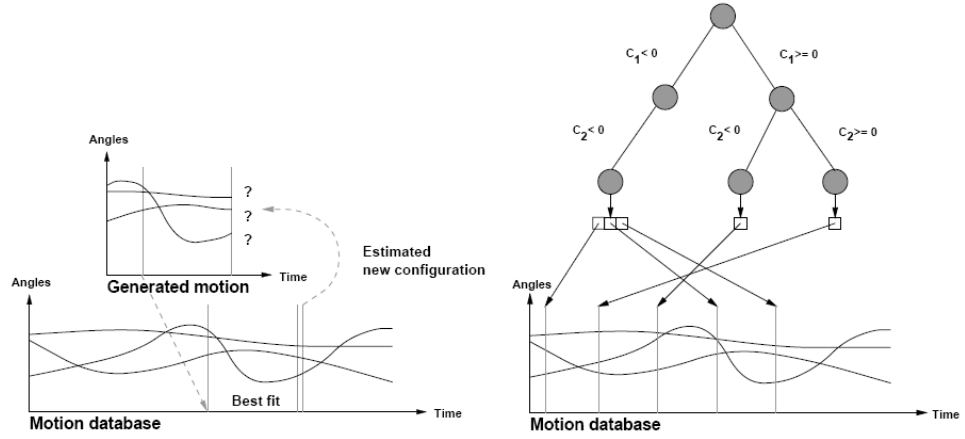 Angles
?
?
?
Time
Generated motion
Estimated
new configuration
Best fit
Time
Motion database
C1< 0
C1>= 0
C2< 0
C2< 0
C2>= 0
Angles
Angles
Time
Motion database